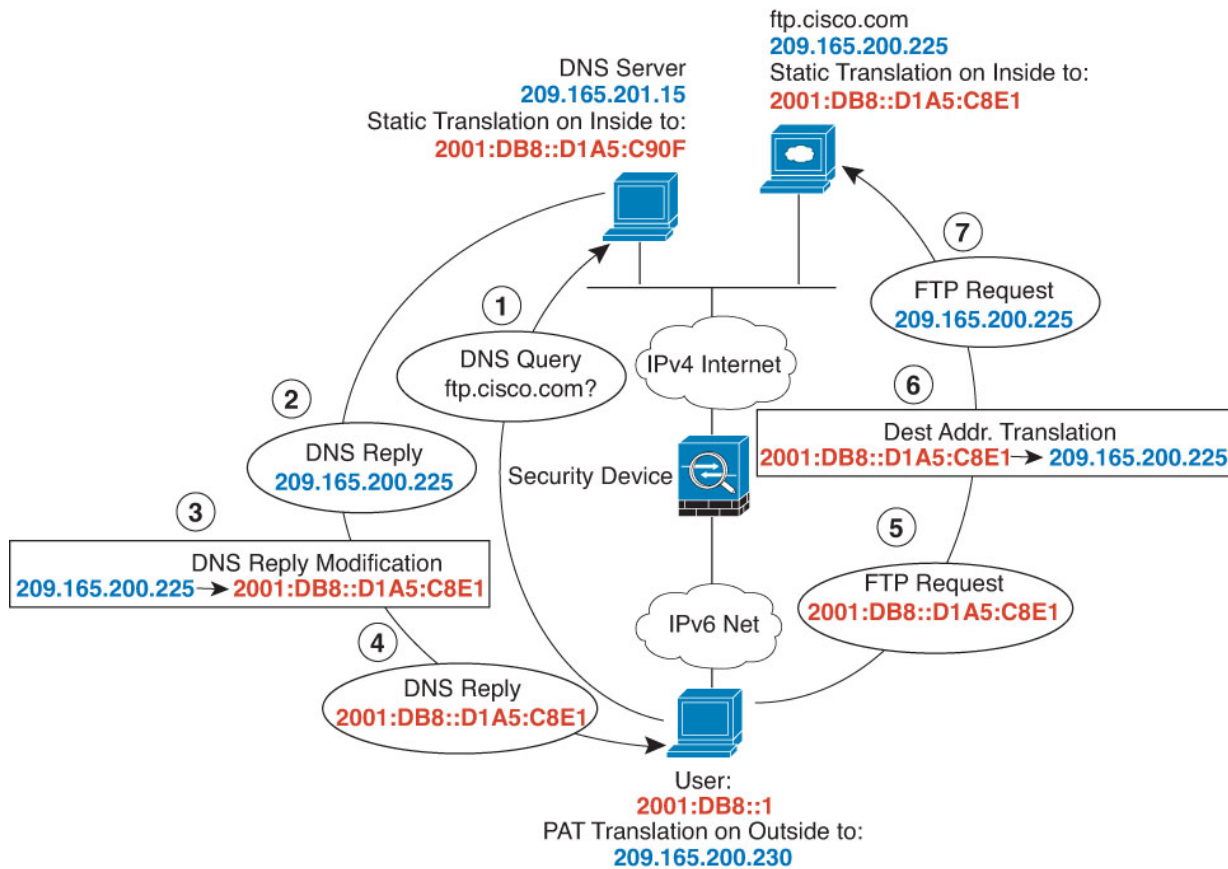 ftp.cisco.com
209.165.200.225
Static Translation on Inside to:
2001:DB8::D1A5:C8E1
DNS Server
209.165.201.15
Static Translation on Inside to:
2001:DB8::D1A5:C90F
7
FTP Request
209.165.200.225
1
DNS Query
ftp.cisco.com?
IPv4 Internet
2
6
DNS Reply
209.165.200.225
Dest Addr. Translation
2001:DB8::D1A5:C8E1 → 209.165.200.225
Security Device
3
DNS Reply Modification
209.165.200.225 → 2001:DB8::D1A5:C8E1
5
FTP Request
2001:DB8::D1A5:C8E1
IPv6 Net
4
DNS Reply
2001:DB8::D1A5:C8E1
User:
2001:DB8::1
PAT Translation on Outside to:
209.165.200.230